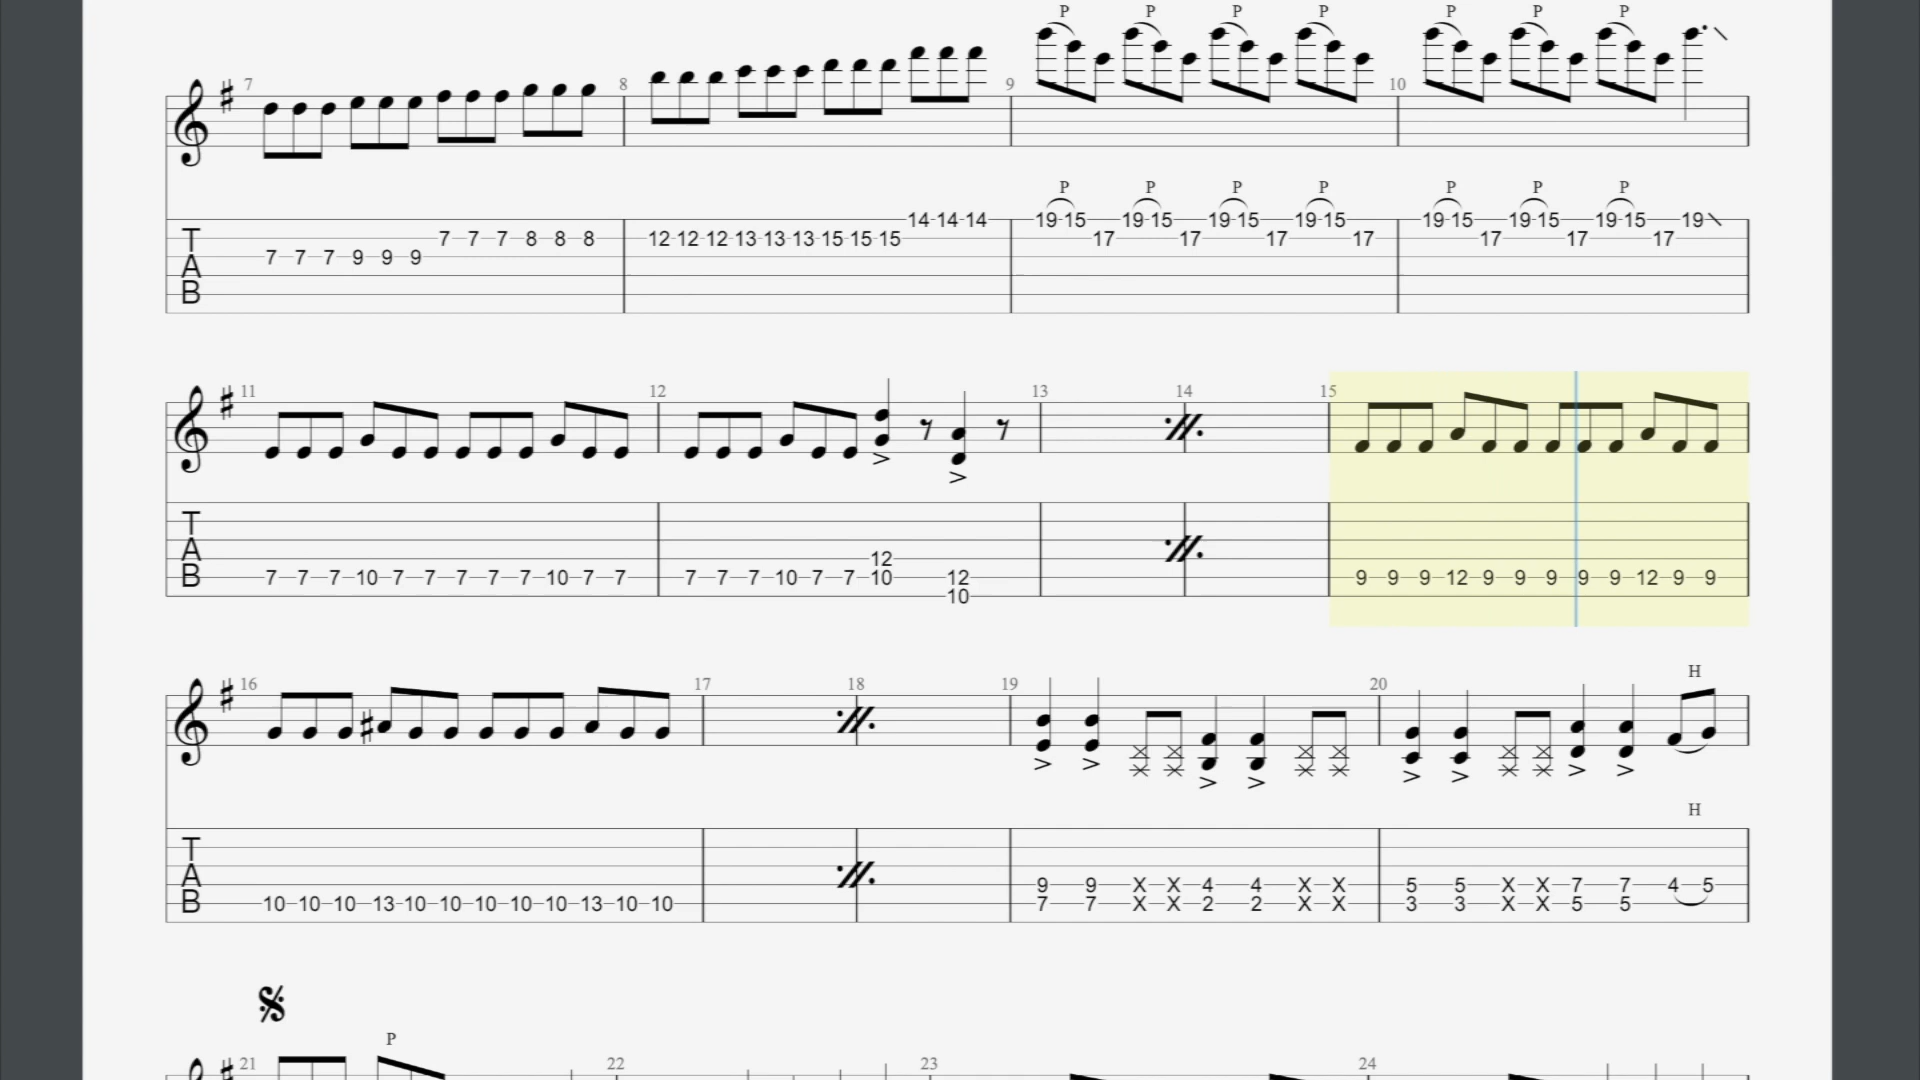 P P P P P P P
7 8 9 10
P P P P P P P
14 14 14 19 15 19 15 19 15 19 15 19 15 19 15 19 15 19
T 7 7 7 8 8 8 12 12 12 13 13 13 15 15 15 17 17 17 17 17 17 17
A 7 7 7 9 9 9
B
11 12 13 14 15
> >
T
A 12
B 7 7 7 10 7 7 7 7 7 10 7 7 7 7 7 10 7 7 10 12 9 9 9 12 9 9 9 9 9 12 9 9
10
H
16 17 18 19 20
> > > > > > > >
H
T
A 9 9 X X 4 4 X X 5 5 X X 7 7 4 5
B 10 10 10 13 10 10 10 10 10 13 10 10 7 7 X X 2 2 X X 3 3 X X 5 5
P
21 22 23 24